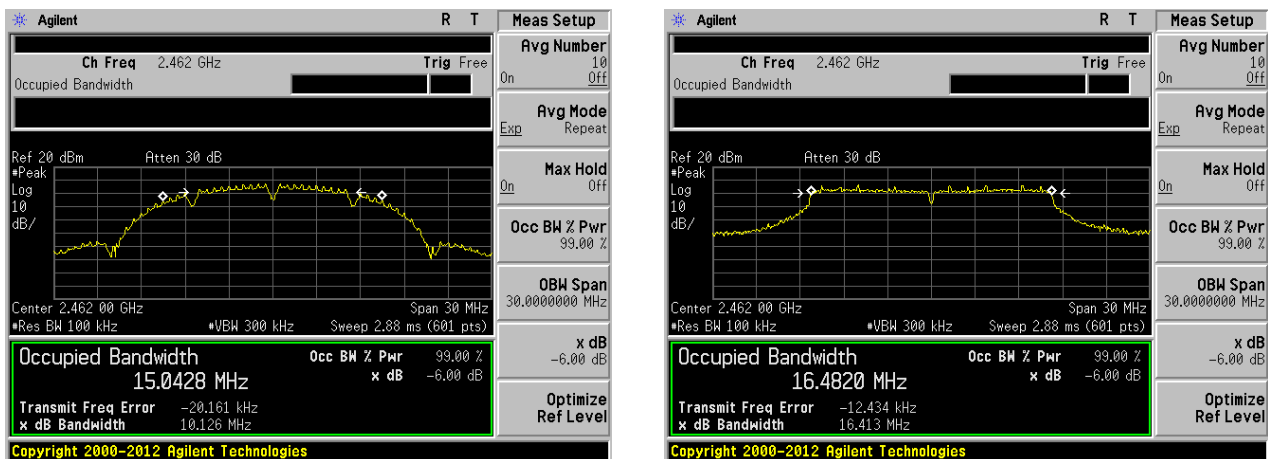 Agilent R T
Meas Setup
Ch Freq 2.462 GHz Trig Free
Occupied Bandwidth
Avg Number
10
On Off
Avg Mode
Exp Repeat
Ref 20 dBm Atten 30 dB
#Peak
Log
10
dB/
Max Hold
On Off
Occ BW % Pwr
99.00 %
OBW Span
30.0000000 MHz
Center 2.462 00 GHz Span 30 MHz
#Res BW 100 kHz #VBW 300 kHz Sweep 2.88 ms (601 pts)
x dB
-6.00 dB
Occupied Bandwidth Occ BW % Pwr 99.00 %
15.0428 MHz x dB -6.00 dB
Transmit Freq Error -20.161 kHz
x dB Bandwidth 10.126 MHz
Optimize
Ref Level
Copyright 2000-2012 Agilent Technologies
Agilent R T
Meas Setup
Ch Freq 2.462 GHz Trig Free
Occupied Bandwidth
Avg Number
10
On Off
Avg Mode
Exp Repeat
Ref 20 dBm Atten 30 dB
#Peak
Log
10
dB/
Max Hold
On Off
Occ BW % Pwr
99.00 %
OBW Span
30.0000000 MHz
Center 2.462 00 GHz Span 30 MHz
#Res BW 100 kHz #VBW 300 kHz Sweep 2.88 ms (601 pts)
x dB
-6.00 dB
Occupied Bandwidth Occ BW % Pwr 99.00 %
16.4820 MHz x dB -6.00 dB
Transmit Freq Error -12.434 kHz
x dB Bandwidth 16.413 MHz
Optimize
Ref Level
Copyright 2000-2012 Agilent Technologies